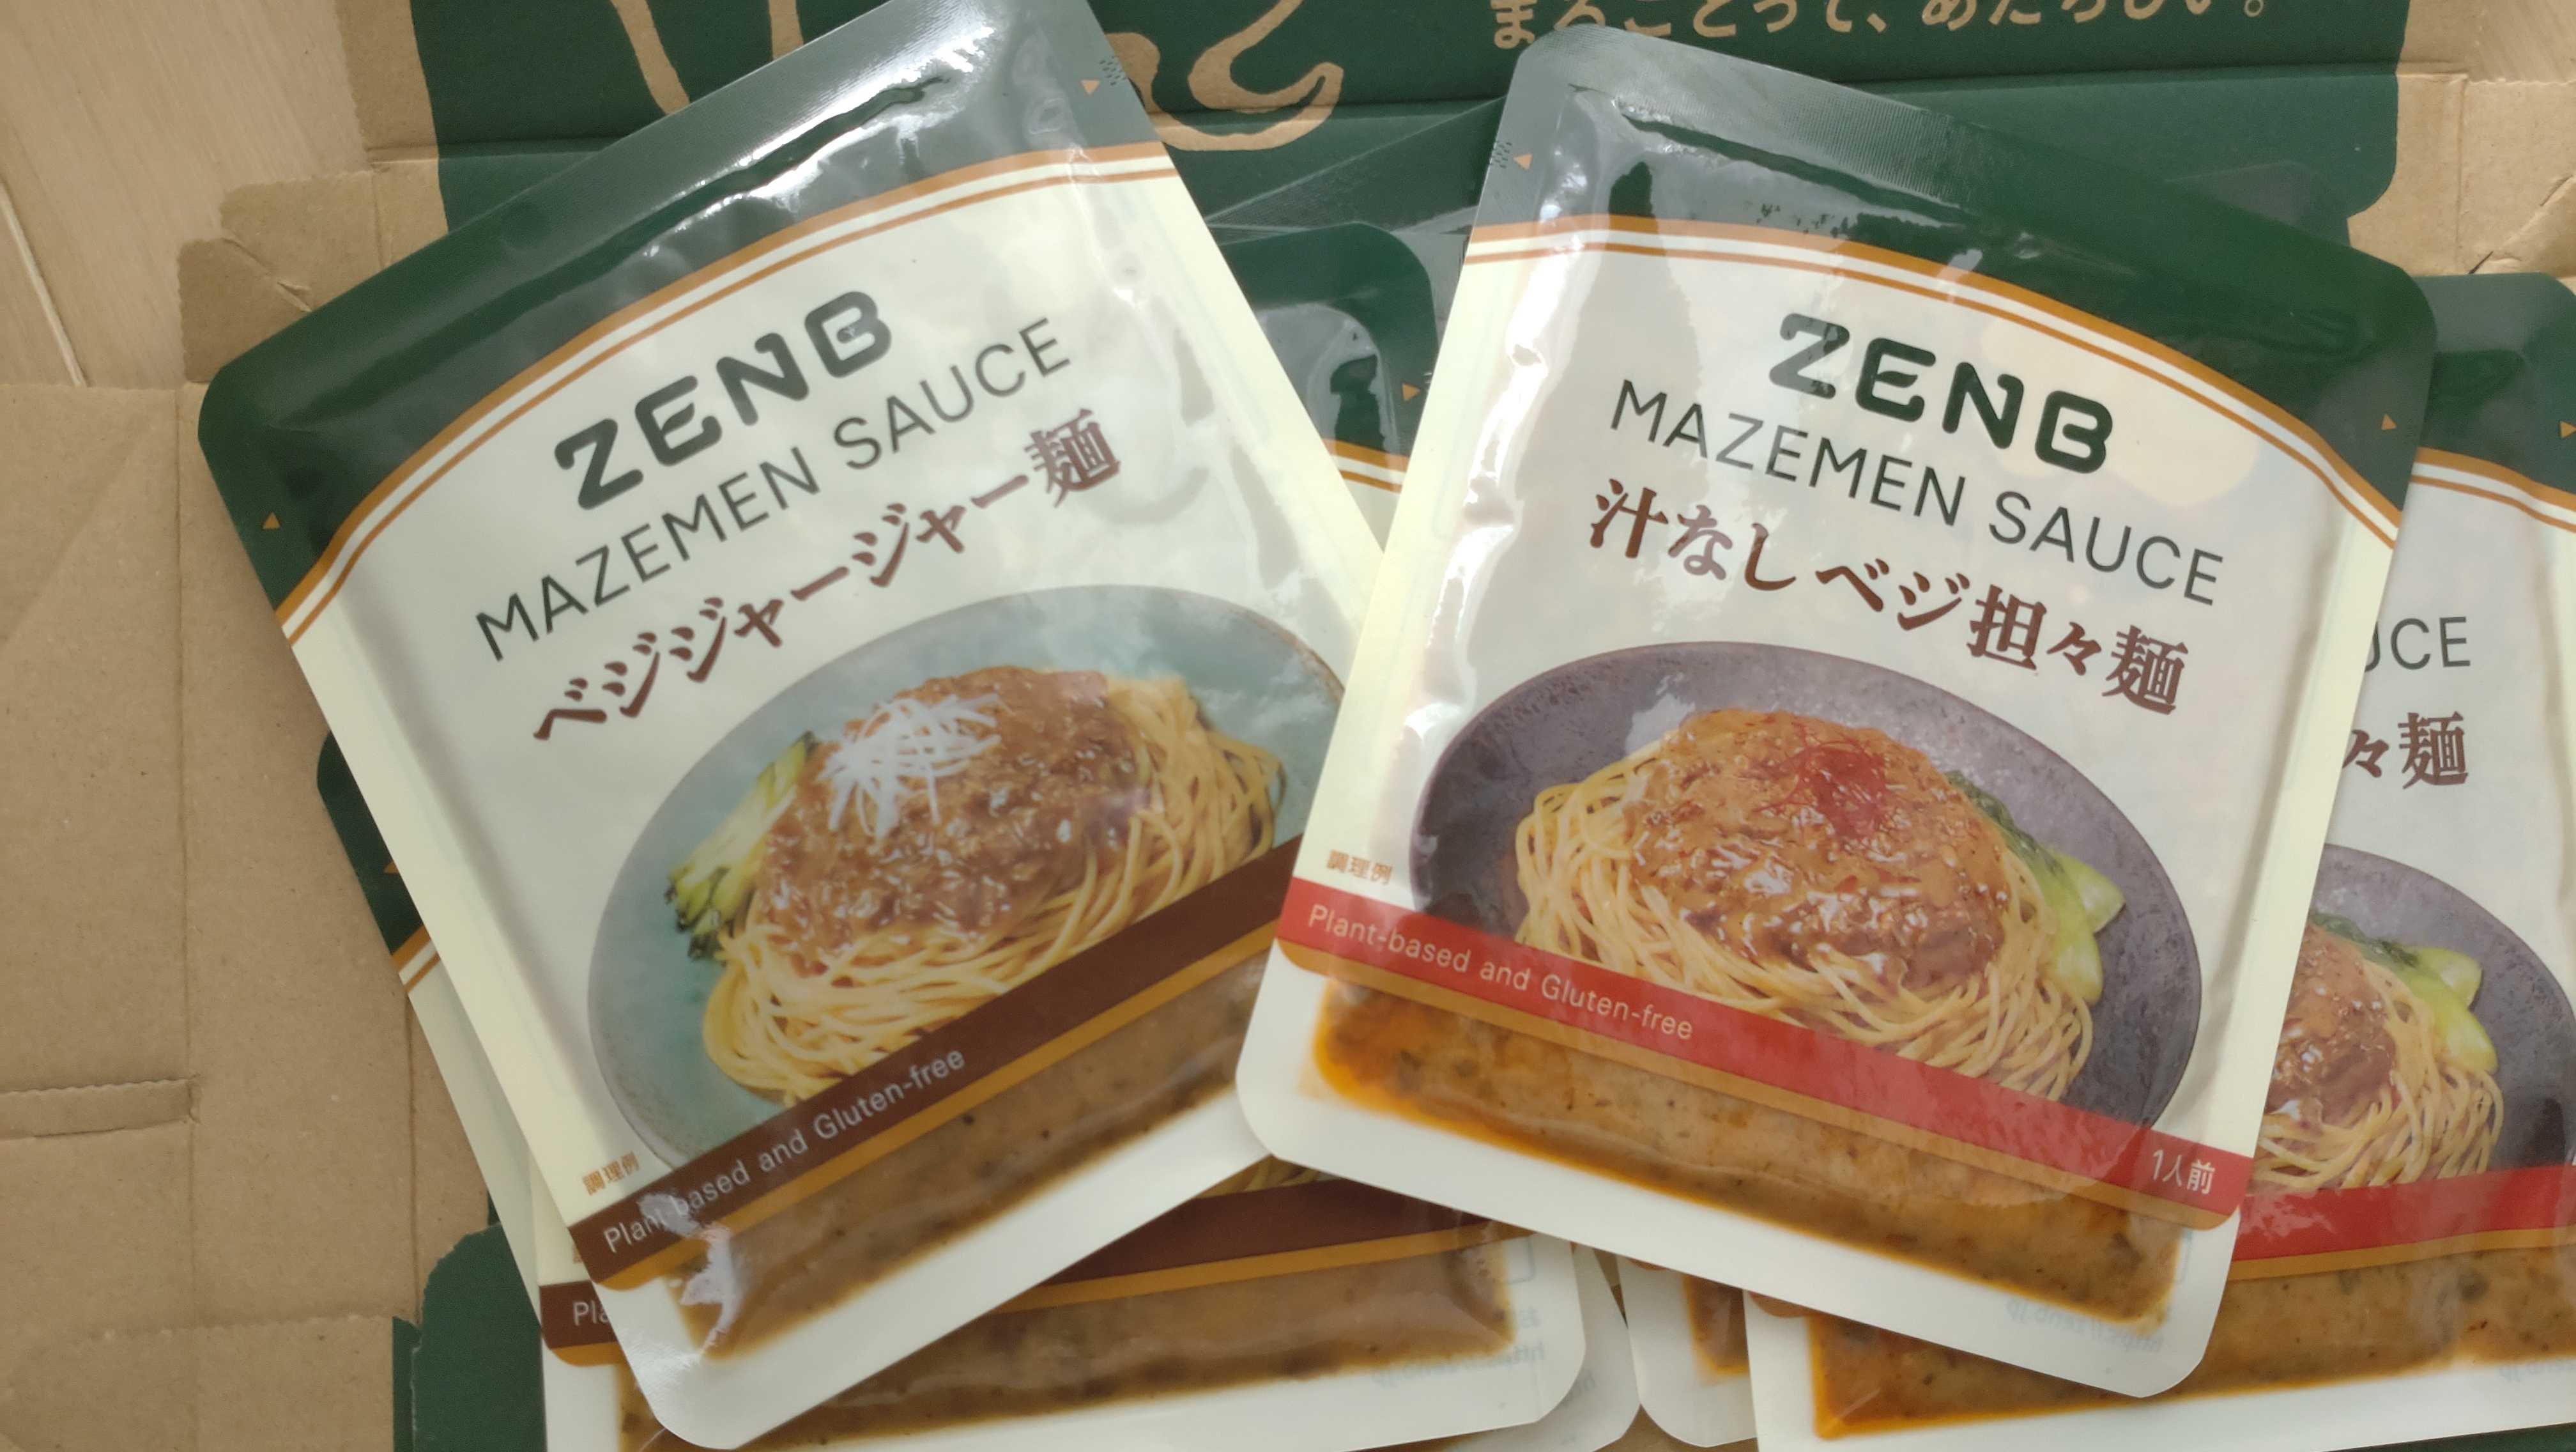 まるごとって、あたらしい。
ZENB
MAZEMEN SAUCE
ベジジャージャー麺
調理例
Plant-based and Gluten-free
ZENB
MAZEMEN SAUCE
汁なしベジ担々麺
調理例
Plant-based and Gluten-free
1人前
UCE
々麺
Pla